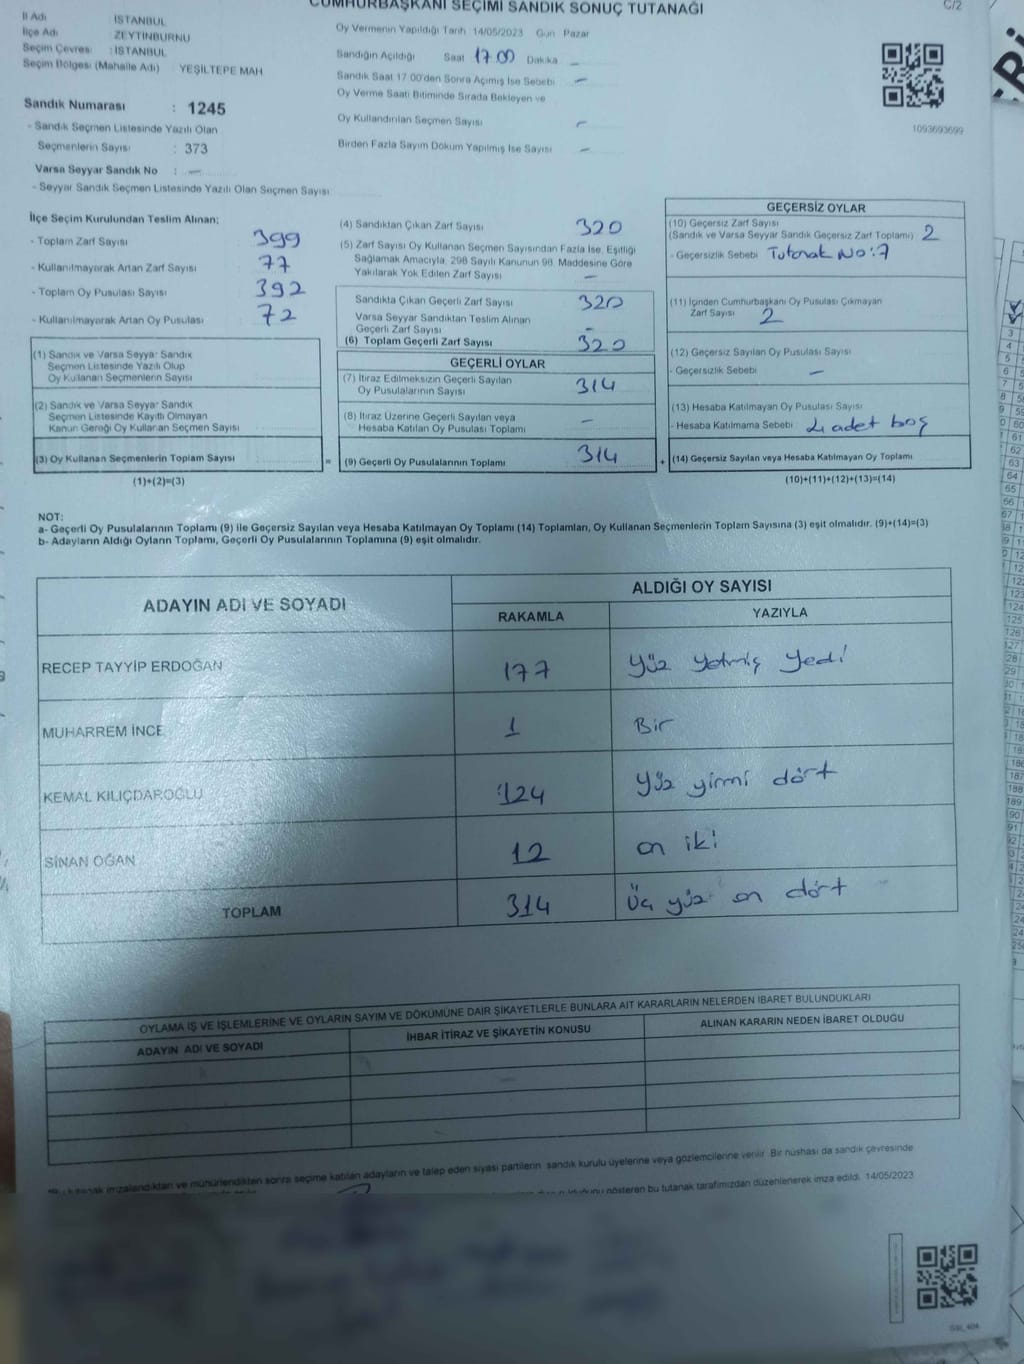 CUMHURBAŞKANI SEÇİMİ SANDIK SONUÇ TUTANAĞI
C/2
İl Adı İSTANBUL
İlçe Adı ZEYTİNBURNU
Seçim Çevresi : İSTANBUL
Seçim Bölgesi (Mahalle Adı) YEŞİLTEPE MAH
Sandık Numarası : 1245
- Sandık Seçmen Listesinde Yazılı Olan
Seçmenlerin Sayısı : 373
Varsa Seyyar Sandık No : —
- Seyyar Sandık Seçmen Listesinde Yazılı Olan Seçmen Sayısı:
Oy Vermenin Yapıldığı Tarih 14/05/2023 Gün Pazar
Sandığın Açıldığı Saat 17 00 Dakika —
Sandık Saat 17.00'den Sonra Açılmış İse Sebebi —
Oy Verme Saati Bitiminde Sırada Bekleyen ve
Oy Kullandırılan Seçmen Sayısı —
Birden Fazla Sayım Döküm Yapılmış İse Sayısı —
1093693699
İlçe Seçim Kurulundan Teslim Alınan;
- Toplam Zarf Sayısı 399
- Kullanılmayarak Artan Zarf Sayısı 77
- Toplam Oy Pusulası Sayısı 392
- Kullanılmayarak Artan Oy Pusulası 72
(1) Sandık ve Varsa Seyyar Sandık
Seçmen Listesinde Yazılı Olup
Oy Kullanan Seçmenlerin Sayısı
(2) Sandık ve Varsa Seyyar Sandık
Seçmen Listesinde Kayıtlı Olmayan
Kanun Gereği Oy Kullanan Seçmen Sayısı
(3) Oy Kullanan Seçmenlerin Toplam Sayısı =
(1)+(2)=(3)
(4) Sandıktan Çıkan Zarf Sayısı 320
(5) Zarf Sayısı Oy Kullanan Seçmen Sayısından Fazla İse, Eşitliği
Sağlamak Amacıyla, 298 Sayılı Kanunun 98. Maddesine Göre
Yakılarak Yok Edilen Zarf Sayısı —
Sandıkta Çıkan Geçerli Zarf Sayısı 320
Varsa Seyyar Sandıktan Teslim Alınan
Geçerli Zarf Sayısı -
(6) Toplam Geçerli Zarf Sayısı 320
GEÇERLİ OYLAR
(7) İtiraz Edilmeksizin Geçerli Sayılan
Oy Pusulalarının Sayısı 314
(8) İtiraz Üzerine Geçerli Sayılan veya
Hesaba Katılan Oy Pusulası Toplamı —
(9) Geçerli Oy Pusulalarının Toplamı 314 +
GEÇERSİZ OYLAR
(10) Geçersiz Zarf Sayısı
(Sandık ve Varsa Seyyar Sandık Geçersiz Zarf Toplamı) 2
- Geçersizlik Sebebi Tutanak No:7
(11) İçinden Cumhurbaşkanı Oy Pusulası Çıkmayan
Zarf Sayısı 2
(12) Geçersiz Sayılan Oy Pusulası Sayısı
- Geçersizlik Sebebi —
(13) Hesaba Katılmayan Oy Pusulası Sayısı
- Hesaba Katılmama Sebebi 4 adet boş
(14) Geçersiz Sayılan veya Hesaba Katılmayan Oy Toplamı
(10)+(11)+(12)+(13)=(14)
NOT:
a- Geçerli Oy Pusulalarının Toplamı (9) ile Geçersiz Sayılan veya Hesaba Katılmayan Oy Toplamı (14) Toplamları, Oy Kullanan Seçmenlerin Toplam Sayısına (3) eşit olmalıdır. (9)+(14)=(3)
b- Adayların Aldığı Oyların Toplamı, Geçerli Oy Pusulalarının Toplamına (9) eşit olmalıdır.
ADAYIN ADI VE SOYADI
ALDIĞI OY SAYISI
RAKAMLA YAZIYLA
RECEP TAYYİP ERDOĞAN 177 yüz yetmiş yedi
MUHARREM İNCE 1 Bir
KEMAL KILIÇDAROĞLU 124 yüz yirmi dört
SİNAN OĞAN 12 on iki
TOPLAM 314 Üç yüz on dört
OYLAMA İŞ VE İŞLEMLERİNE VE OYLARIN SAYIM VE DÖKÜMÜNE DAİR ŞİKAYETLERLE BUNLARA AİT KARARLARIN NELERDEN İBARET BULUNDUKLARI
ADAYIN ADI VE SOYADI İHBAR İTİRAZ VE ŞİKAYETİN KONUSU ALINAN KARARIN NEDEN İBARET OLDUĞU
tutanak imzalandıktan ve mühürlendikten sonra seçime katılan adayların ve talep eden siyasi partilerin sandık kurulu üyelerine veya gözlemcilerine verilir. Bir nüshası da sandık çevresinde
gösteren bu tutanak tarafımızdan düzenlenerek imza edildi. 14/05/2023